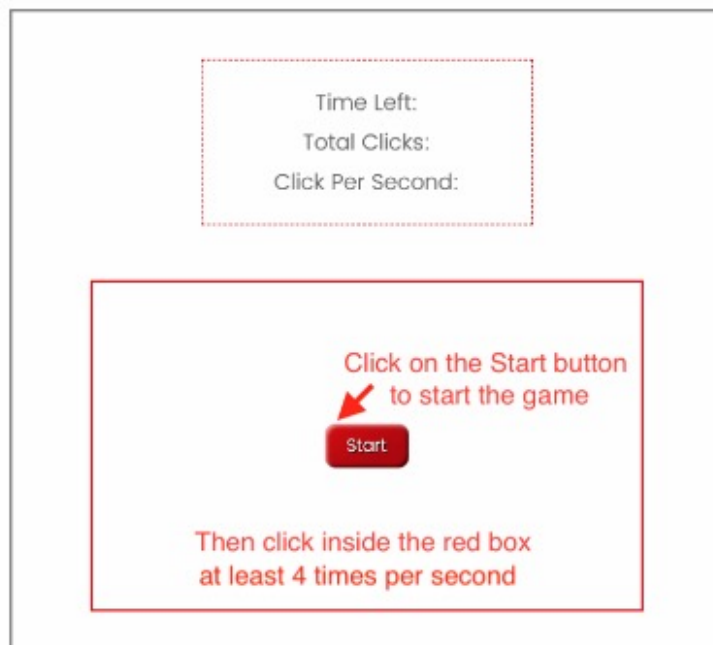 Time Left:
Total Clicks:
Click Per Second:
Click on the Start button
to start the game
Start
Then click inside the red box
at least 4 times per second